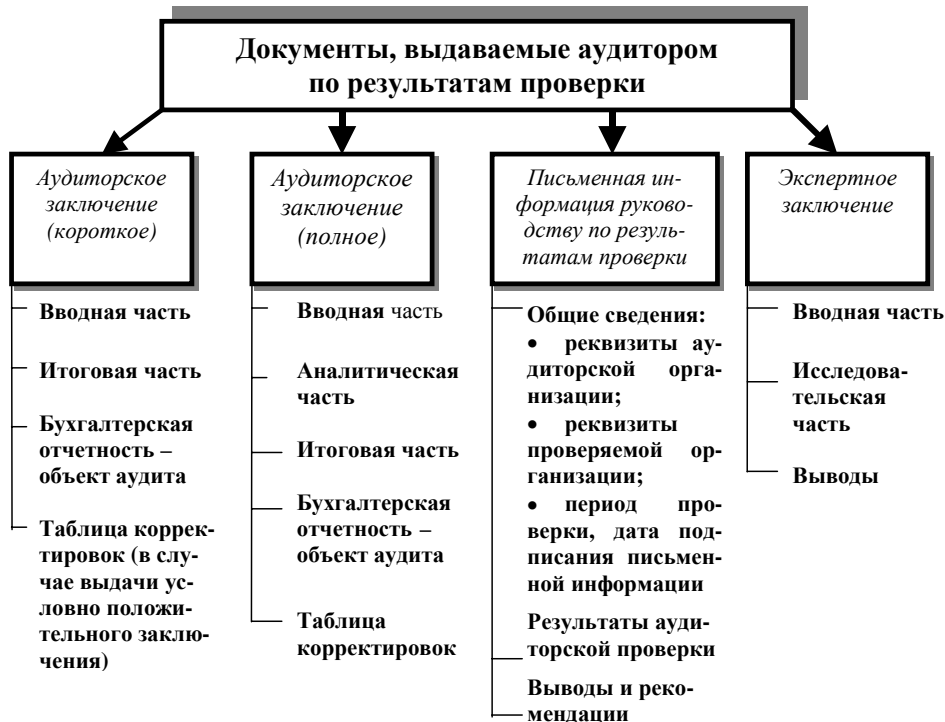 Документы, выдаваемые аудитором
по результатам проверки
Аудиторское
заключение
(короткое)
Вводная часть
Итоговая часть
Бухгалтерская
отчетность –
объект аудита
Таблица коррек-
тировок (в слу-
чае выдачи ус-
ловно положи-
тельного заклю-
чения)
Аудиторское
заключение
(полное)
Вводная часть
Аналитическая
часть
Итоговая часть
Бухгалтерская
отчетность –
объект аудита
Таблица
корректировок
Письменная ин-
формация руково-
дству по резуль-
татам проверки
Общие сведения:
• реквизиты ау-
диторской орга-
низации;
• реквизиты
проверяемой ор-
ганизации;
• период про-
верки, дата под-
писания письмен-
ной информации
Результаты ауди-
торской проверки
Выводы и реко-
мендации
Экспертное
заключение
Вводная часть
Исследова-
тельская
часть
Выводы